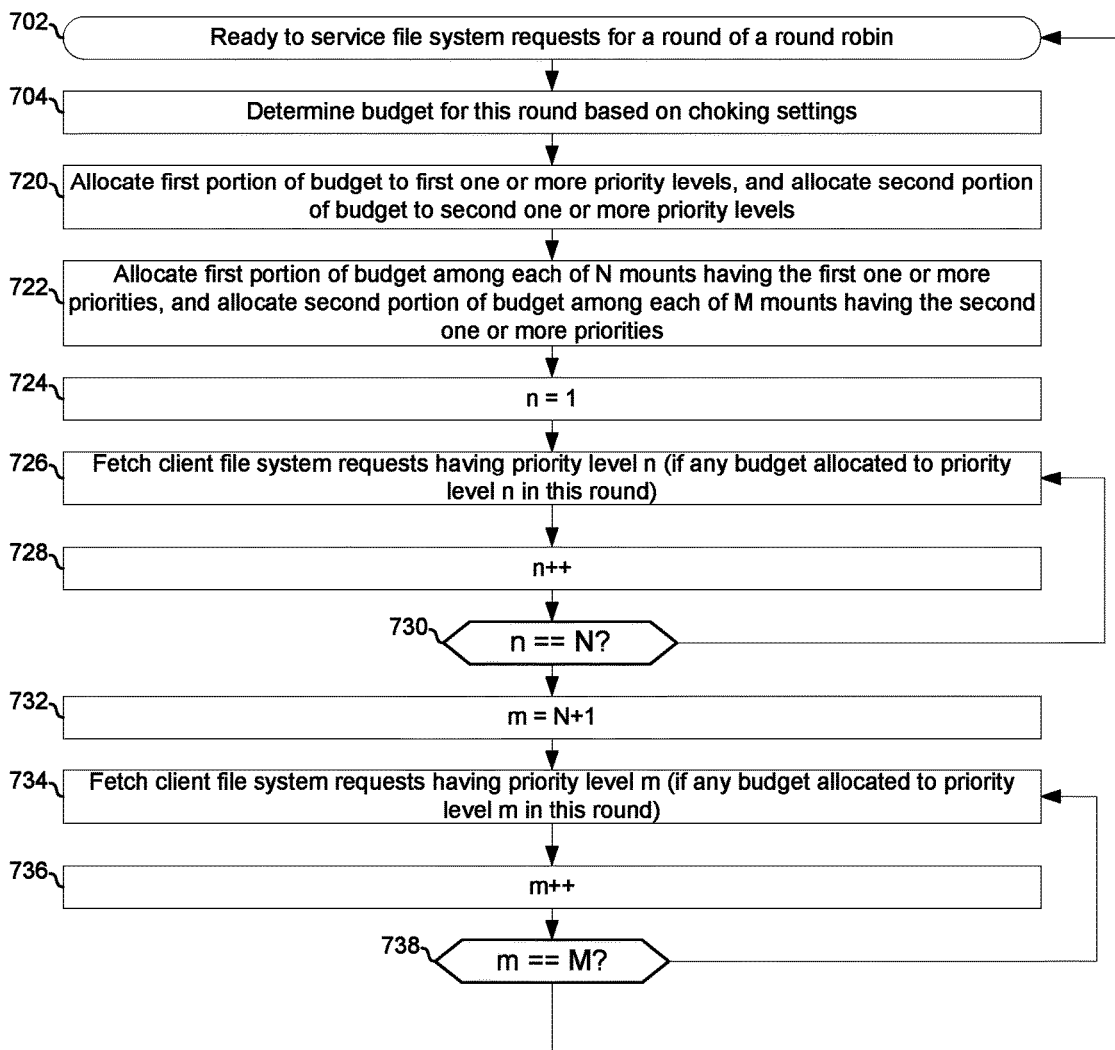 702
Ready to service file system requests for a round of a round robin
704
Determine budget for this round based on choking settings
720
Allocate first portion of budget to first one or more priority levels, and allocate second portion
of budget to second one or more priority levels
722
Allocate first portion of budget among each of N mounts having the first one or more
priorities, and allocate second portion of budget among each of M mounts having the second
one or more priorities
724
n = 1
726
Fetch client file system requests having priority level n (if any budget allocated to priority
level n in this round)
728
n++
730
n == N?
732
m = N+1
734
Fetch client file system requests having priority level m (if any budget allocated to priority
level m in this round)
736
m++
738
m == M?